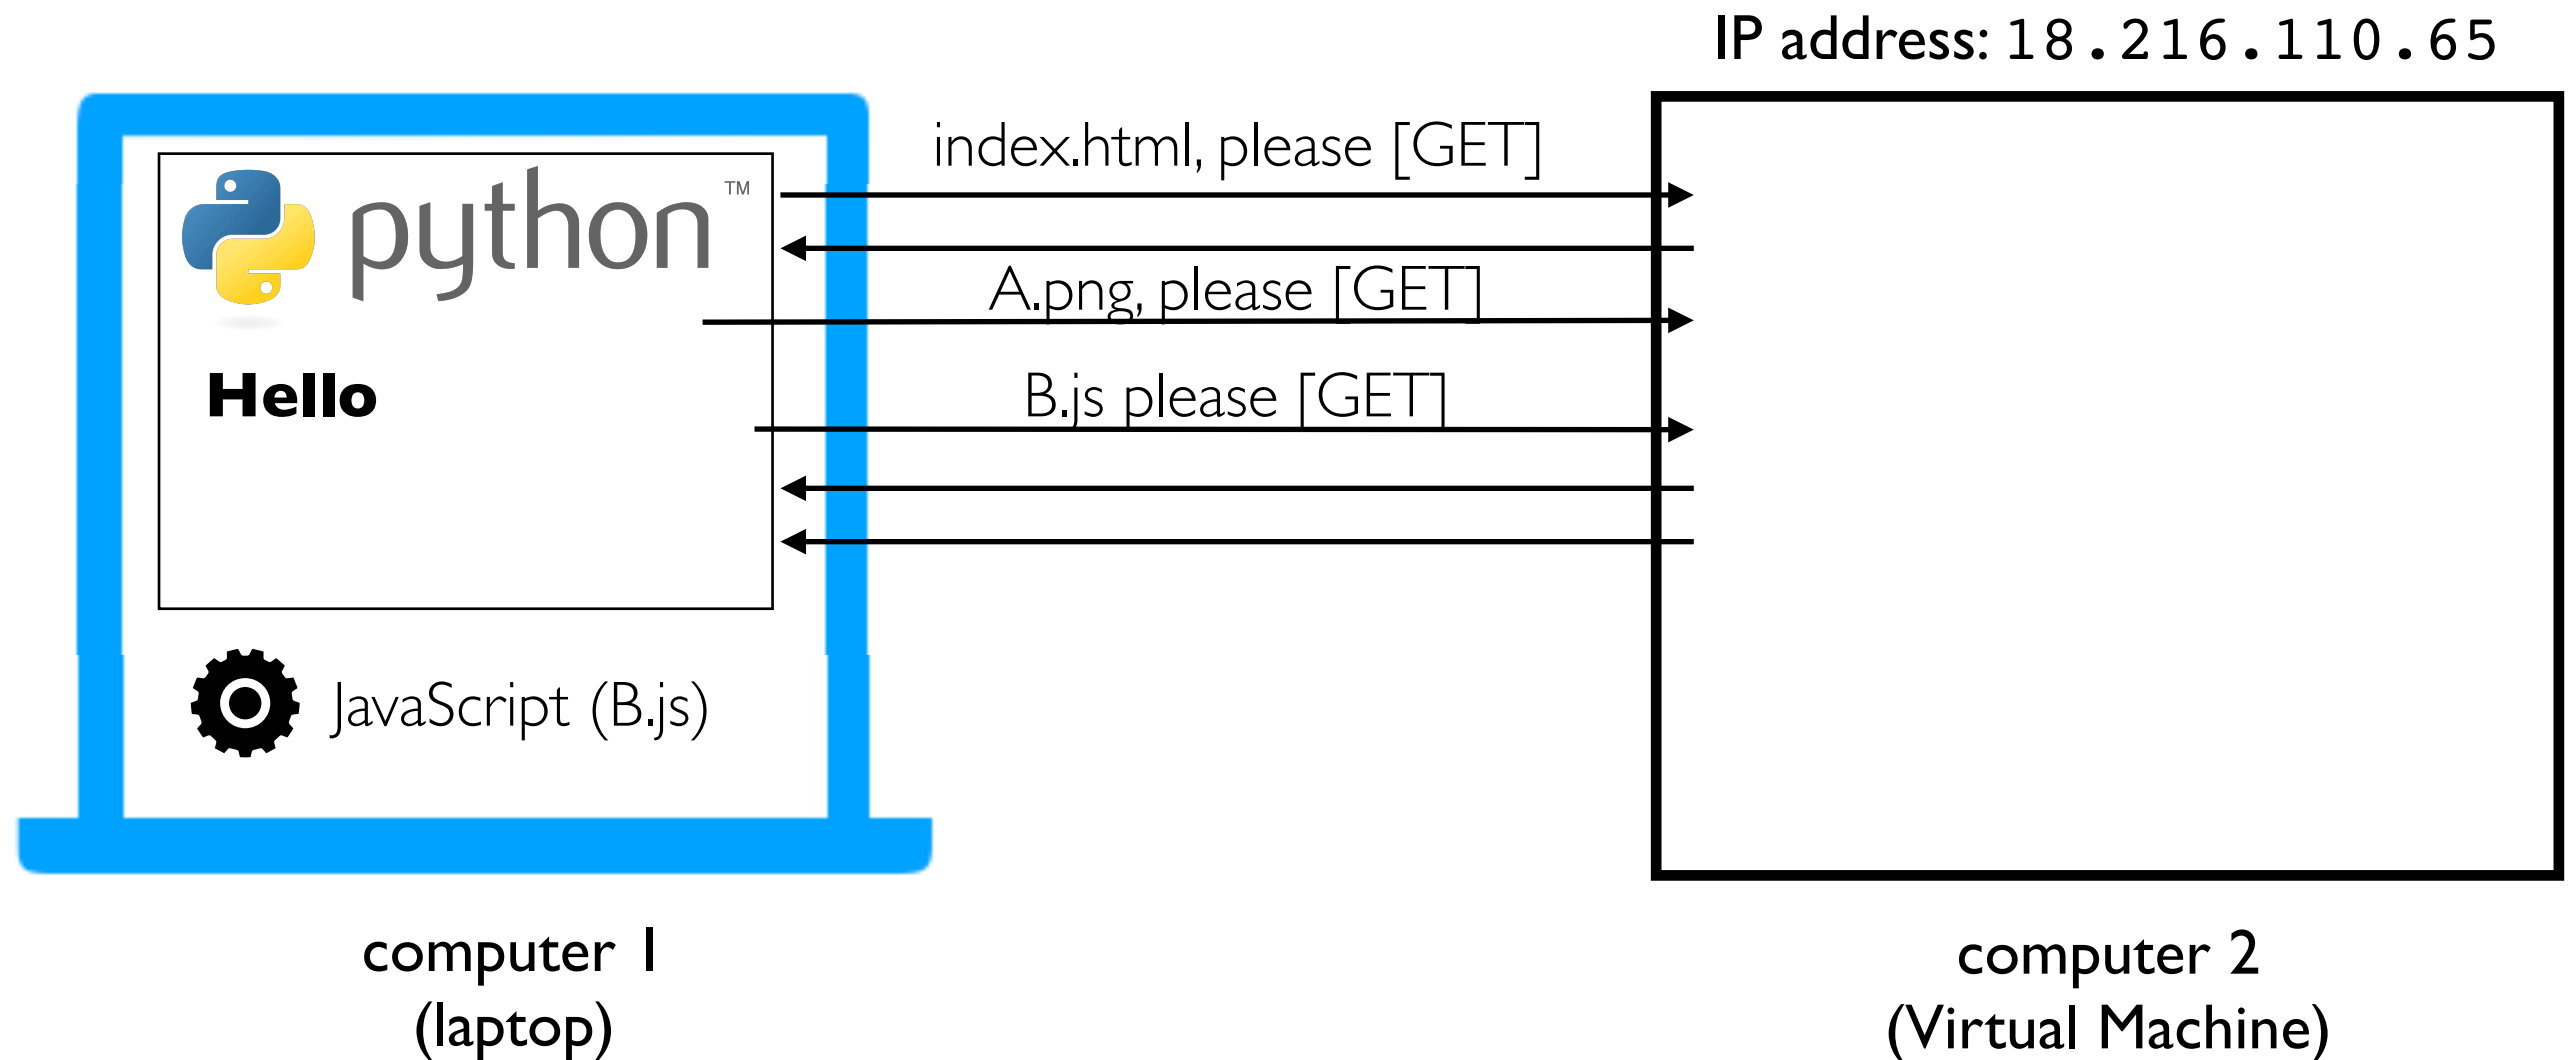 IP address: 18.216.110.65
index.html, please [GET]
python™
A.png, please [GET]
Hello
B.js please [GET]
JavaScript (B.js)
computer 1
(laptop)
computer 2
(Virtual Machine)